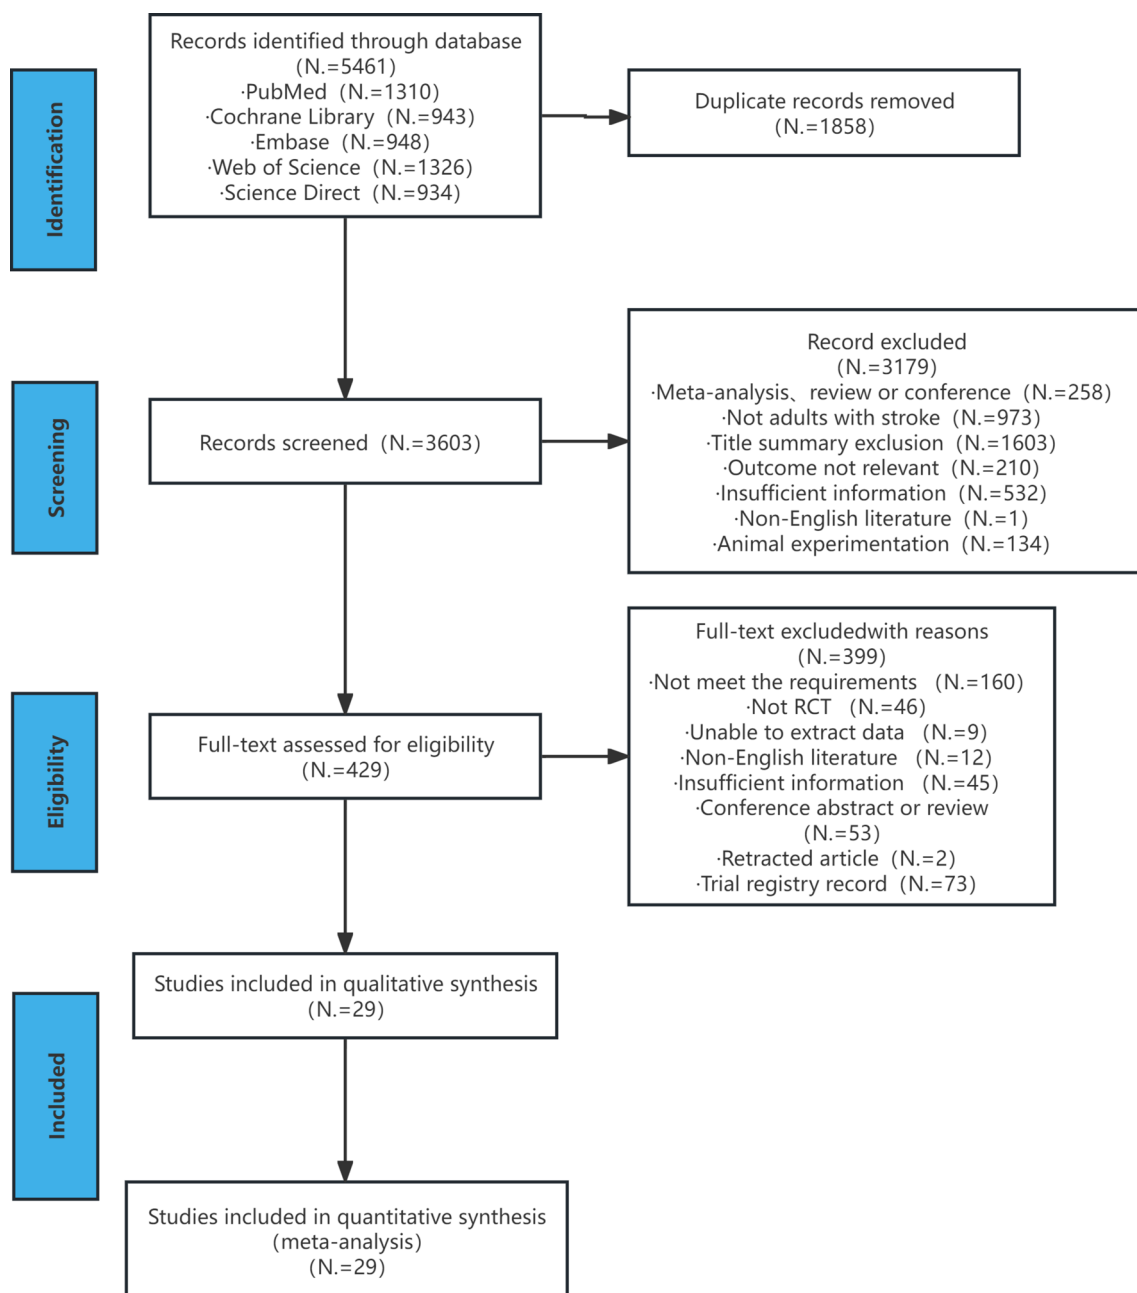 Identification
Records identified through database
(N.=5461)
·PubMed (N.=1310)
·Cochrane Library (N.=943)
·Embase (N.=948)
·Web of Science (N.=1326)
·Science Direct (N.=934)
Duplicate records removed
(N.=1858)
Screening
Records screened (N.=3603)
Record excluded
(N.=3179)
·Meta-analysis、review or conference (N.=258)
·Not adults with stroke (N.=973)
·Title summary exclusion (N.=1603)
·Outcome not relevant (N.=210)
·Insufficient information (N.=532)
·Non-English literature (N.=1)
·Animal experimentation (N.=134)
Eligibility
Full-text assessed for eligibility
(N.=429)
Full-text excludedwith reasons
(N.=399)
·Not meet the requirements (N.=160)
·Not RCT (N.=46)
·Unable to extract data (N.=9)
·Non-English literature (N.=12)
·Insufficient information (N.=45)
·Conference abstract or review
(N.=53)
·Retracted article (N.=2)
·Trial registry record (N.=73)
Included
Studies included in qualitative synthesis
(N.=29)
Studies included in quantitative synthesis
(meta-analysis)
(N.=29)